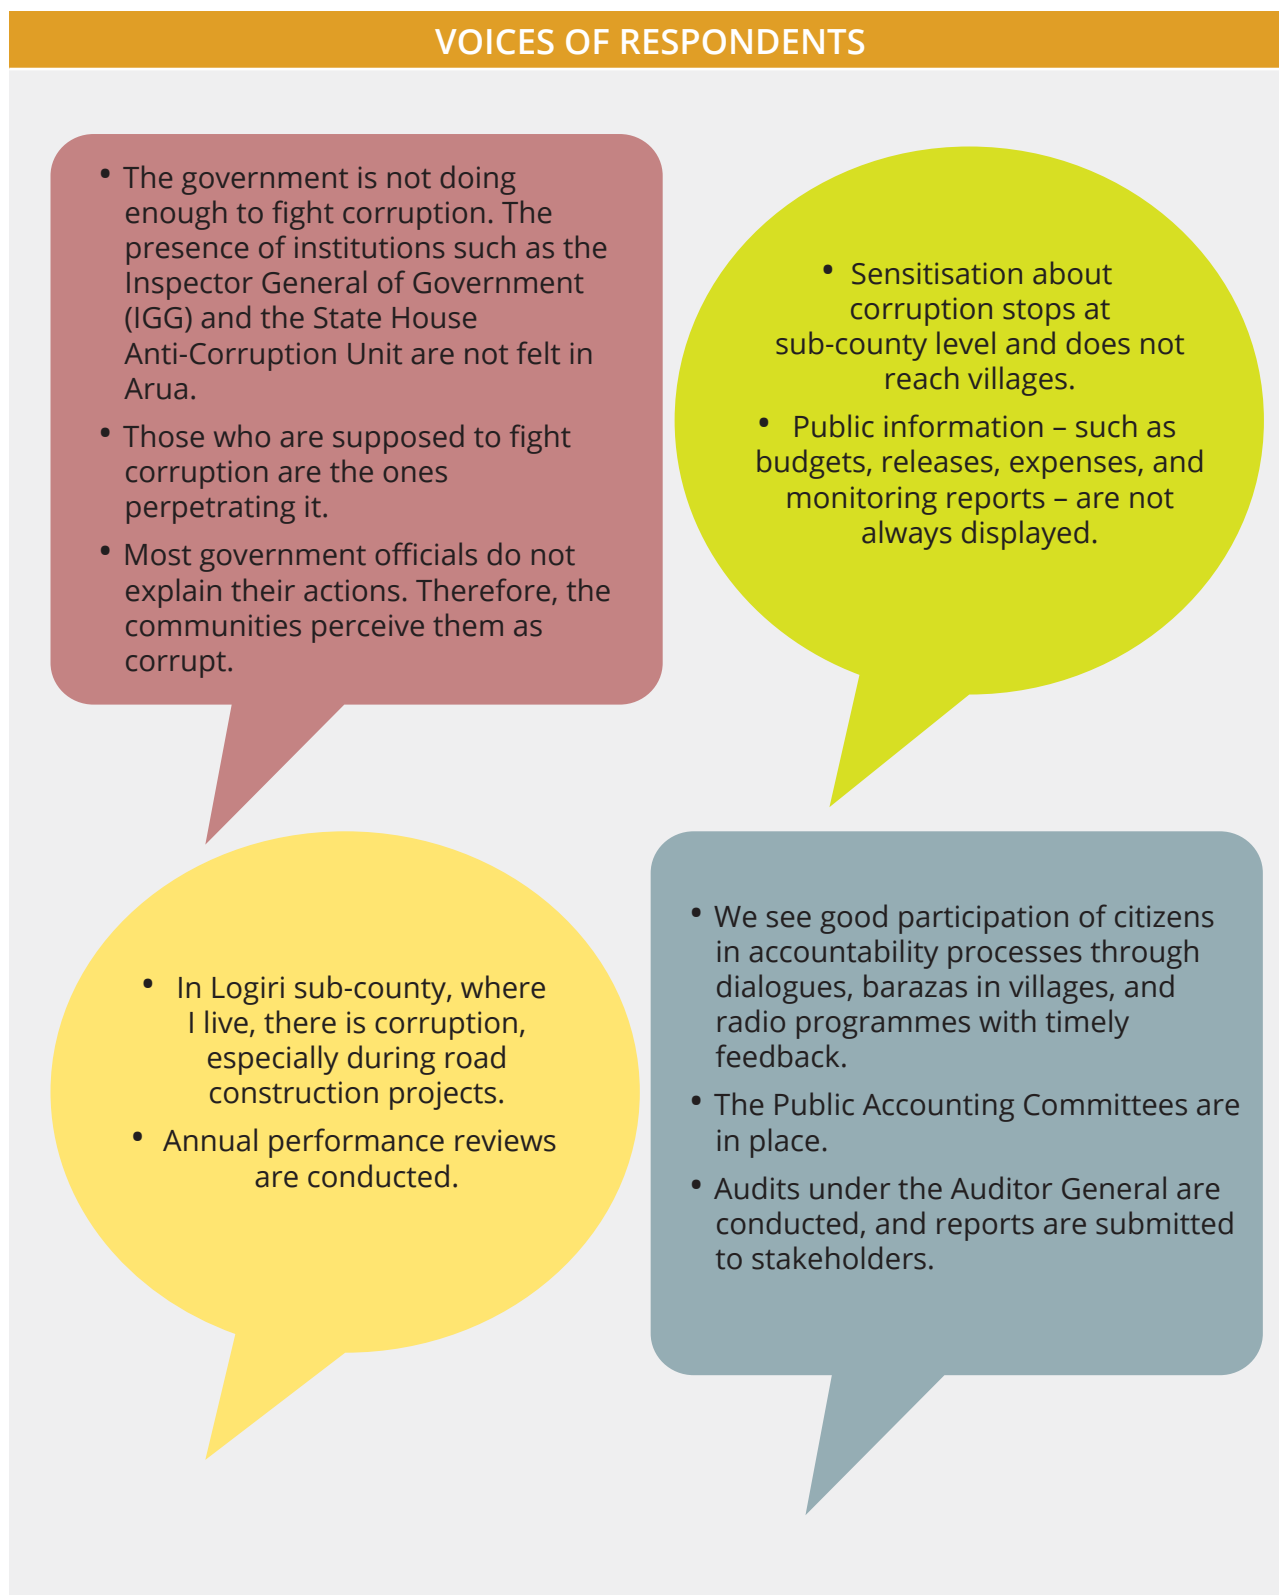 VOICES OF RESPONDENTS
• The government is not doing
enough to fight corruption. The
presence of institutions such as the
Inspector General of Government
(IGG) and the State House
Anti-Corruption Unit are not felt in
Arua.
• Those who are supposed to fight
corruption are the ones
perpetrating it.
• Most government officials do not
explain their actions. Therefore, the
communities perceive them as
corrupt.
• Sensitisation about
corruption stops at
sub-county level and does not
reach villages.
• Public information – such as
budgets, releases, expenses, and
monitoring reports – are not
always displayed.
• In Logiri sub-county, where
I live, there is corruption,
especially during road
construction projects.
• Annual performance reviews
are conducted.
• We see good participation of citizens
in accountability processes through
dialogues, barazas in villages, and
radio programmes with timely
feedback.
• The Public Accounting Committees are
in place.
• Audits under the Auditor General are
conducted, and reports are submitted
to stakeholders.